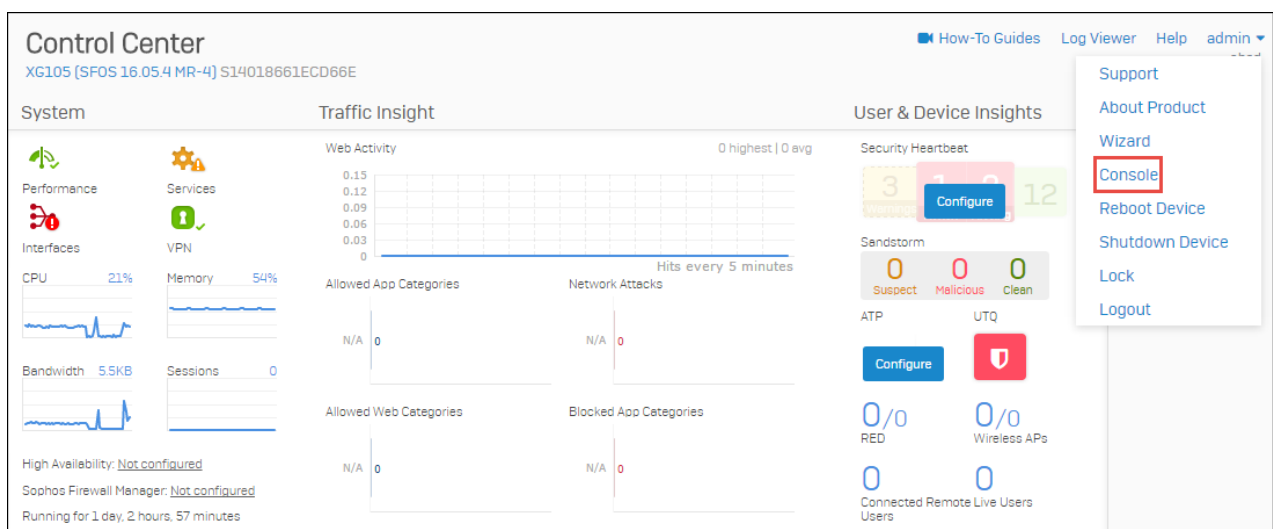 Control Center
How-To Guides Log Viewer Help admin
XG105 (SFOS 16.05.4 MR-4) S14018661ECD66E
Support
About Product
Wizard
Console
Reboot Device
Shutdown Device
Lock
Logout
System
Performance
Services
Interfaces
VPN
CPU 21%
Memory 54%
Bandwidth 5.5KB
Sessions 0
High Availability: Not configured
Sophos Firewall Manager: Not configured
Running for 1 day, 2 hours, 57 minutes
Traffic Insight
Web Activity 0 highest | 0 avg
0.15
0.12
0.09
0.06
0.03
0
Hits every 5 minutes
Allowed App Categories
N/A 0
Network Attacks
N/A 0
Allowed Web Categories
N/A 0
Blocked App Categories
N/A 0
User & Device Insights
Security Heartbeat
3 12
Configure
Sandstorm
0 0 0
Suspect Malicious Clean
ATP
UTQ
Configure
0/0
RED
0/0
Wireless APs
0
Connected Remote Users
0
Live Users